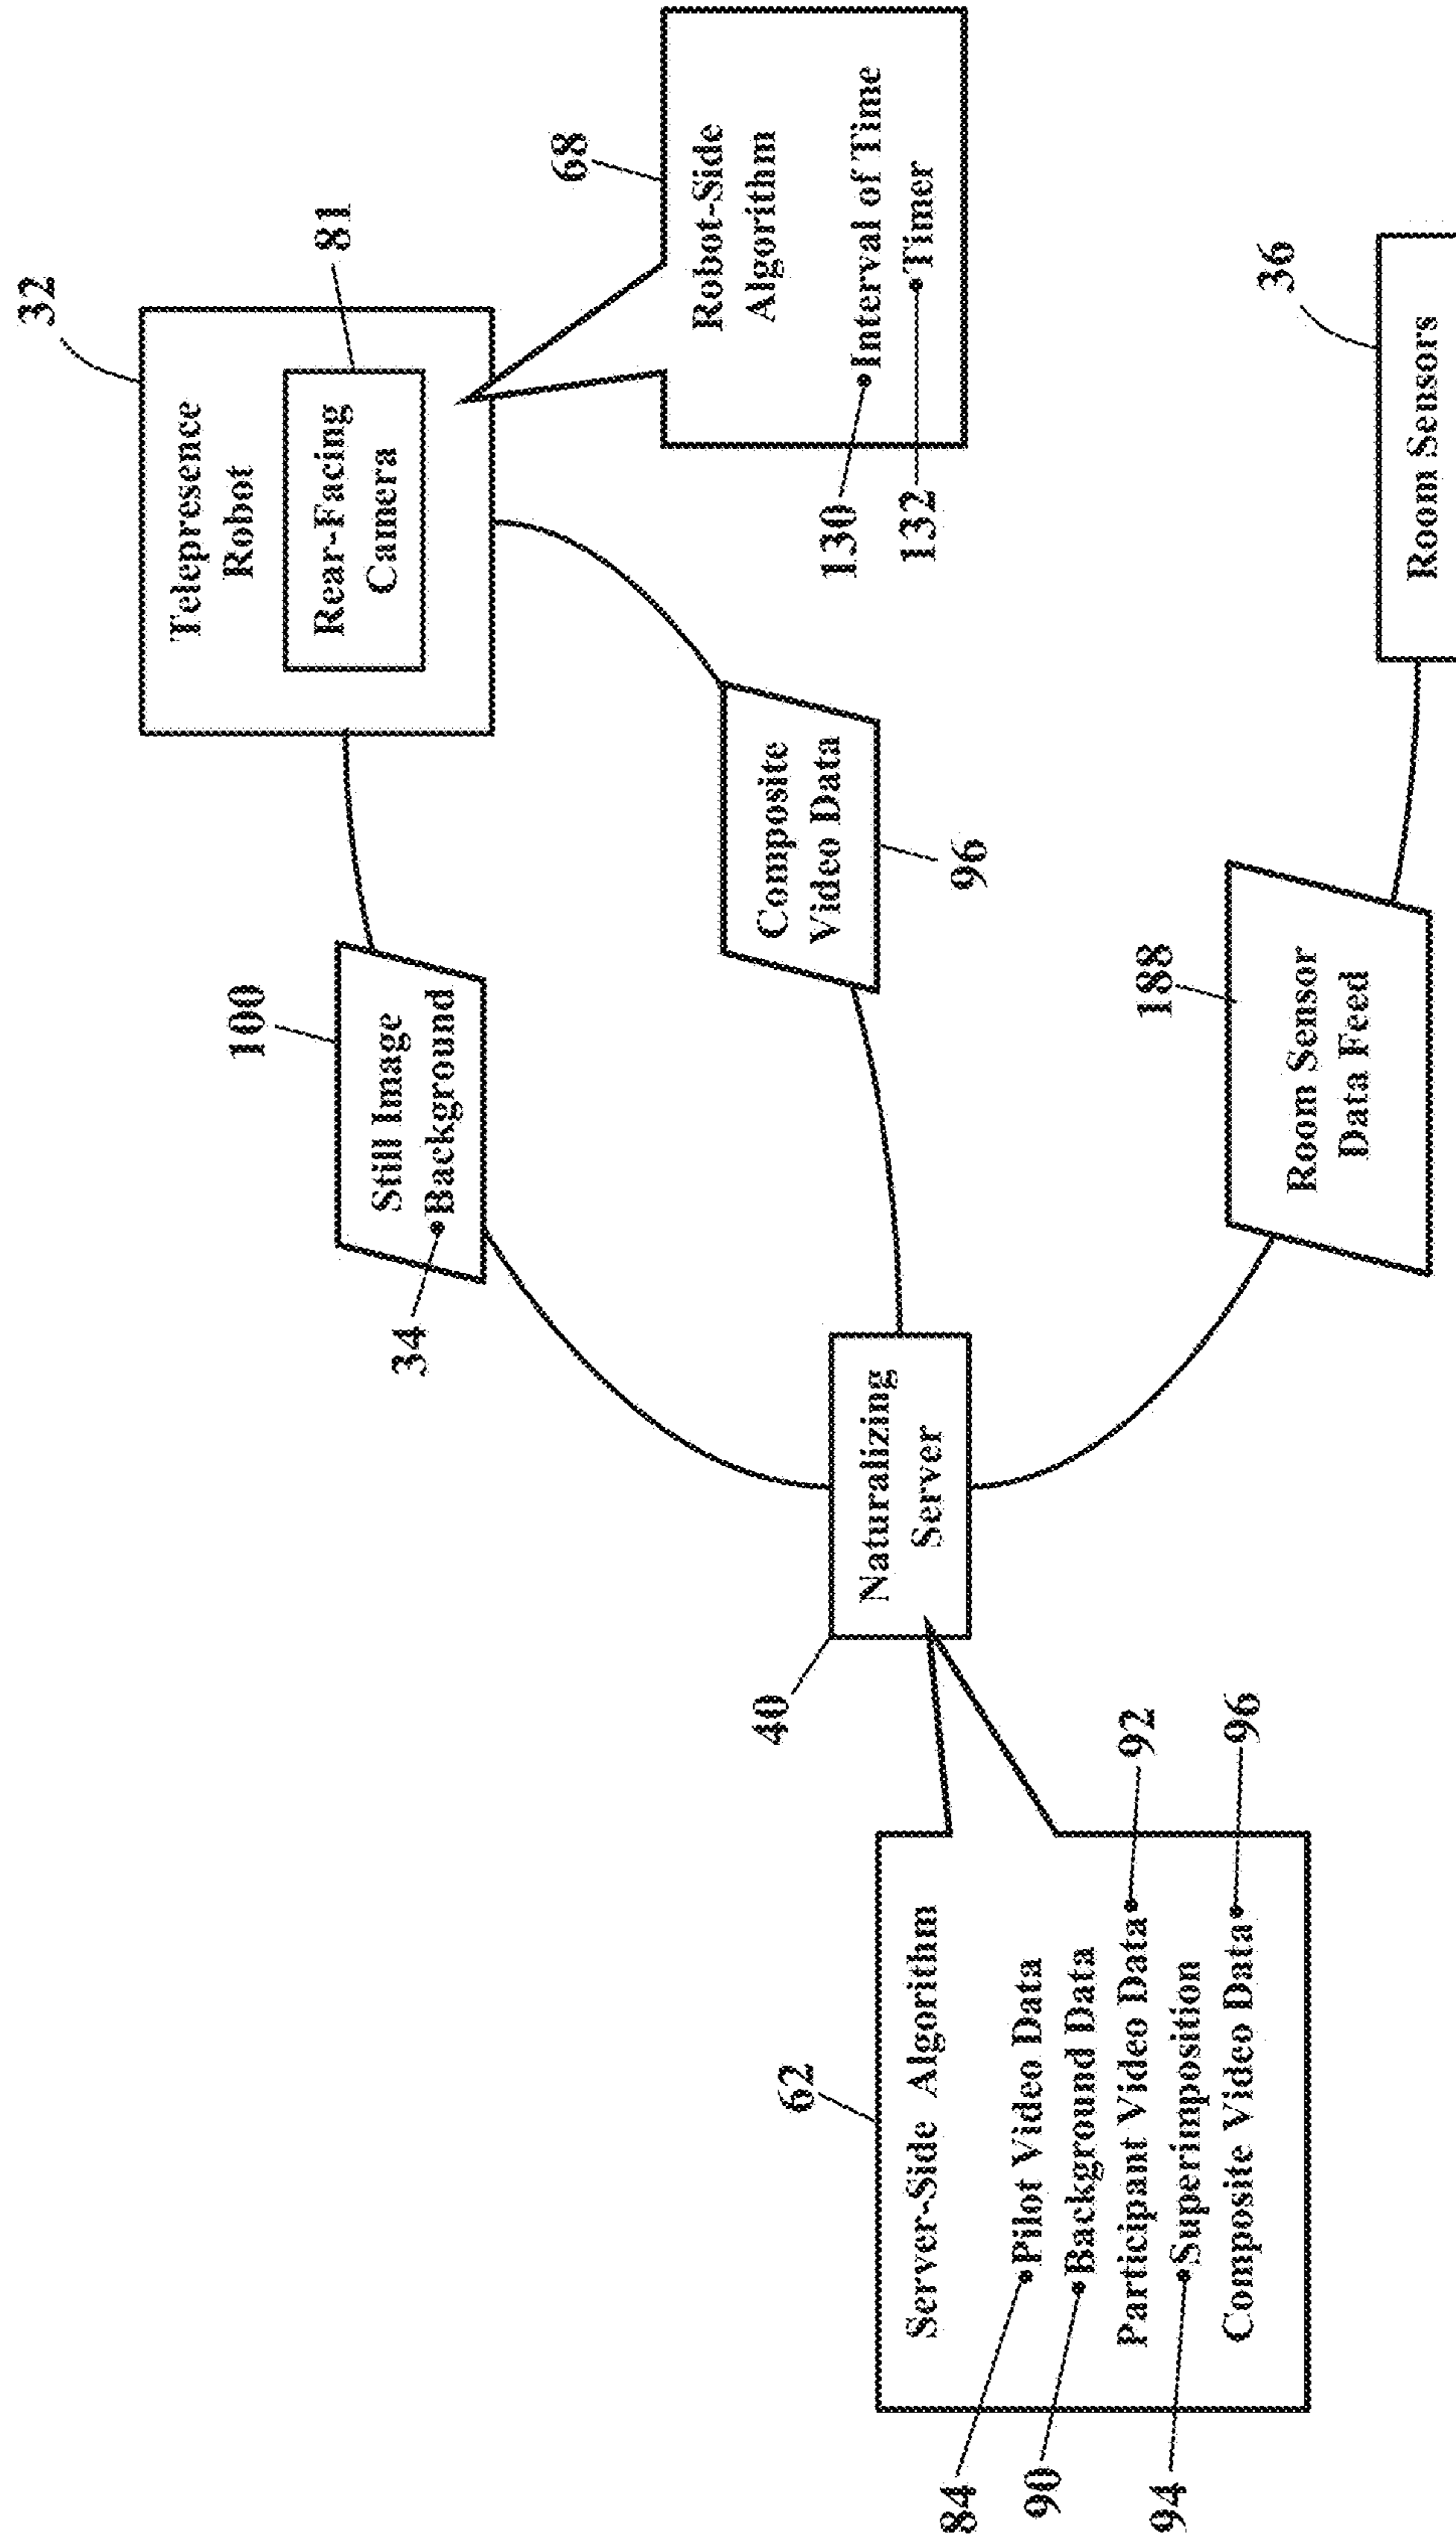 32
Telepresence
Robot
81
Rear-Facing
Camera
68
Robot-Side
Algorithm
130
Interval of Time
132
Timer
100
Still Image
34
Background
Composite
Video Data
96
40
Naturalizing
Server
62
Server-Side Algorithm
84
Pilot Video Data
90
Background Data
Participant Video Data
92
94
Superimposition
Composite Video Data
96
188
Room Sensor
Data Feed
36
Room Sensors